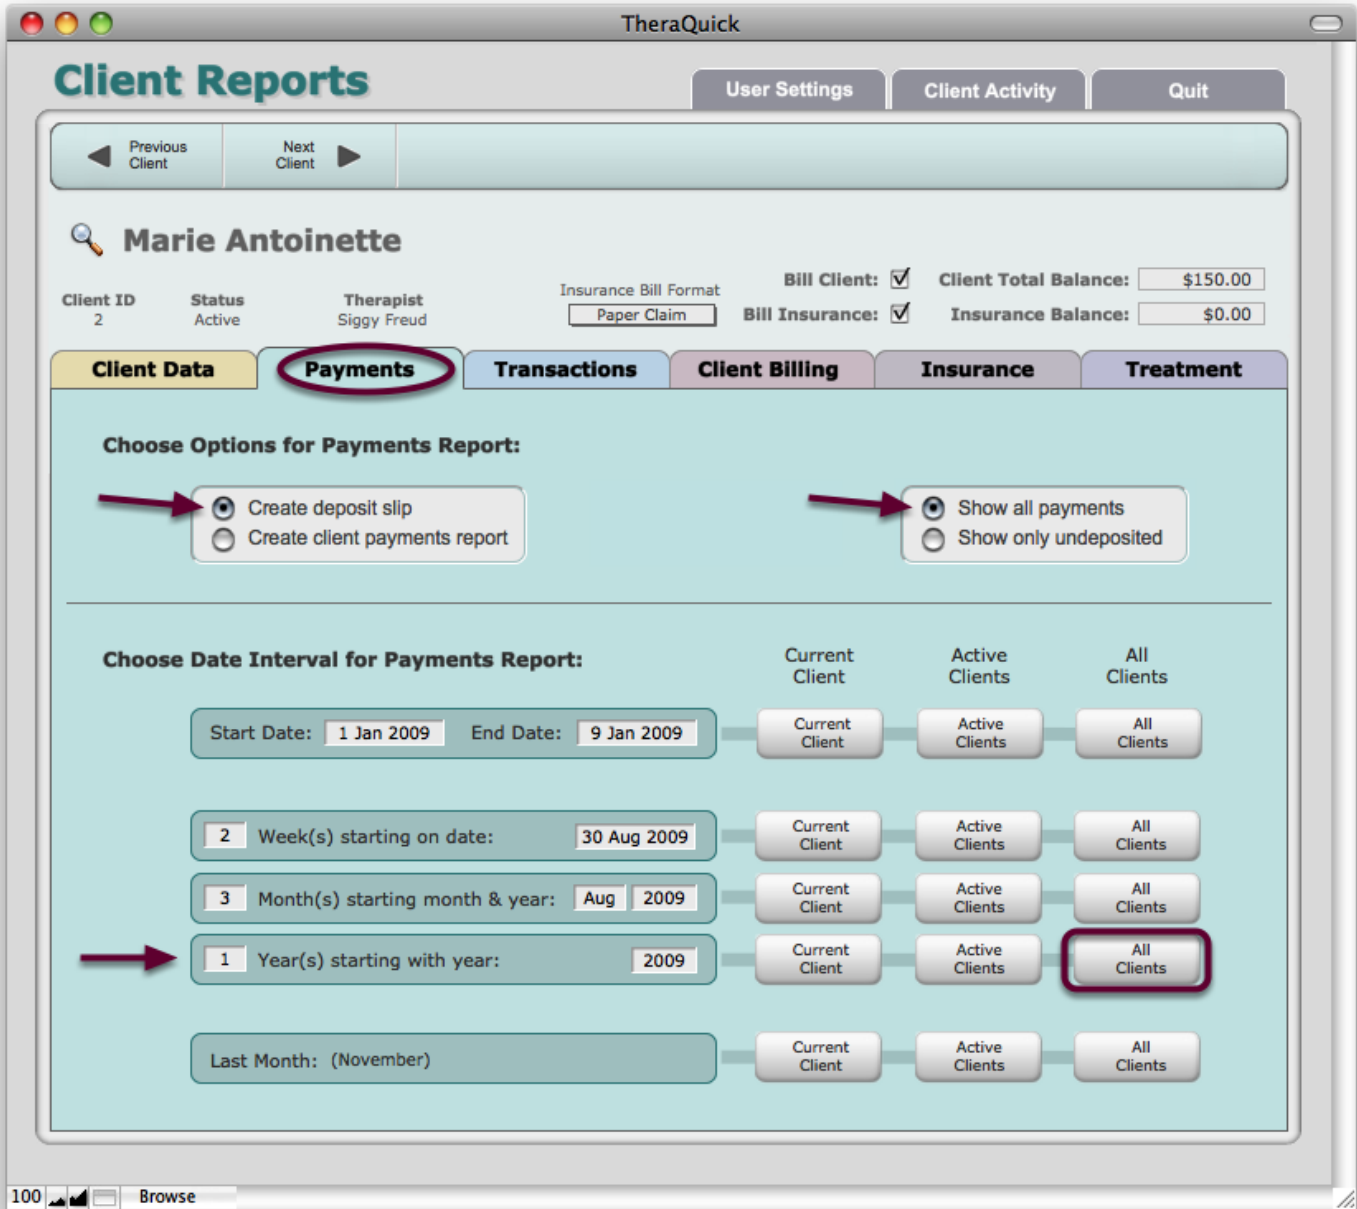 TheraQuick
Client Reports
User Settings
Client Activity
Quit
Previous
Client
Next
Client
Marie Antoinette
Client ID
2
Status
Active
Therapist
Siggy Freud
Insurance Bill Format
Paper Claim
Bill Client:
Client Total Balance: $150.00
Bill Insurance:
Insurance Balance: $0.00
Client Data
Payments
Transactions
Client Billing
Insurance
Treatment
Choose Options for Payments Report:
Create deposit slip
Create client payments report
Show all payments
Show only undeposited
Choose Date Interval for Payments Report:
Current
Client
Active
Clients
All
Clients
Start Date: 1 Jan 2009 End Date: 9 Jan 2009
Current
Client
Active
Clients
All
Clients
2 Week(s) starting on date: 30 Aug 2009
Current
Client
Active
Clients
All
Clients
3 Month(s) starting month & year: Aug 2009
Current
Client
Active
Clients
All
Clients
1 Year(s) starting with year: 2009
Current
Client
Active
Clients
All
Clients
Last Month: (November)
Current
Client
Active
Clients
All
Clients
100
Browse